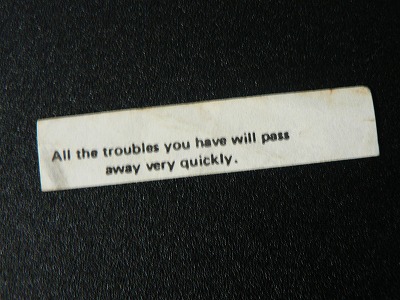 All the troubles you have will pass
away very quickly.